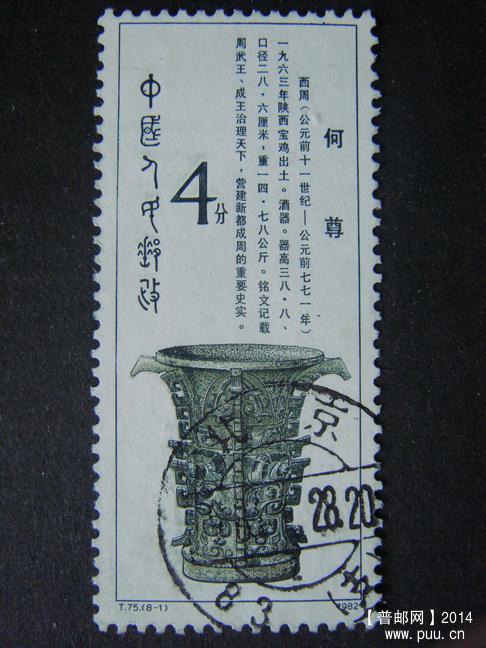 何尊
西周(公元前十一世纪—公元前七七一年)
一九六三年陕西宝鸡出土。酒器。器高三八·八、
口径二八·六厘米,重一四·七八公斤。铭文记载
周武王、成王治理天下,营建新都成周的重要史实。
4分
中国人民邮政
北京
28.20
8 3
T.75.(8-1)
1982
【普邮网】2014
www.puu.cn